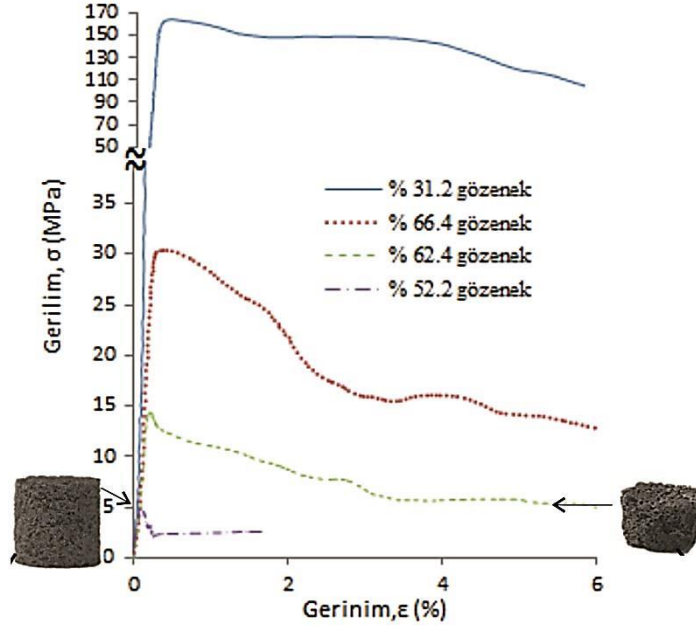 170
150
130
110
90
70
50
35
30
25
20
15
10
5
0
Gerilim, σ (MPa)
% 31.2 gözenek
% 66.4 gözenek
% 62.4 gözenek
% 52.2 gözenek
0 2 4 6
Gerinim,ε (%)